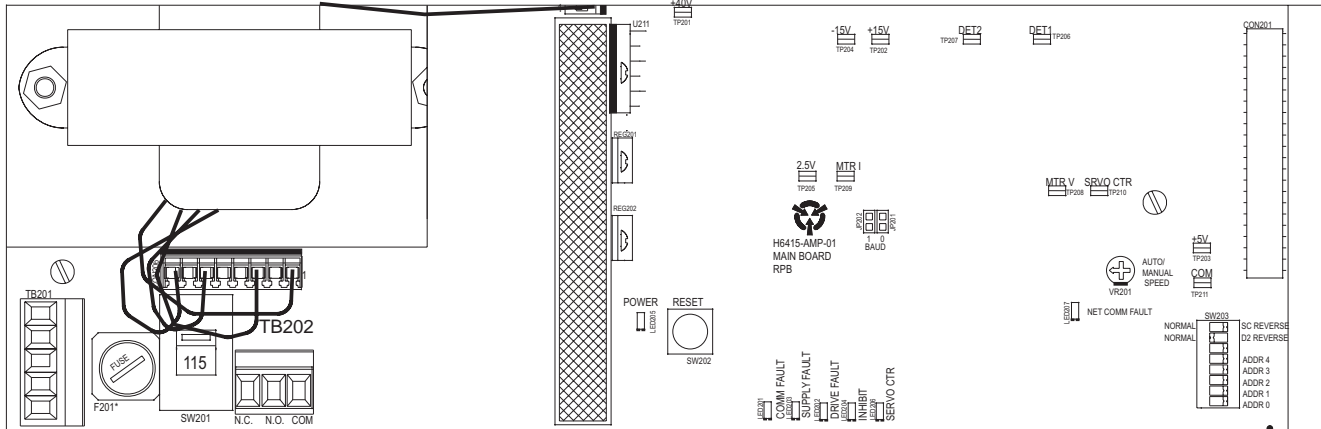 +40V
TP201
U211
-15V
TP204
+15V
TP202
DET2
TP207
DET1
TP206
CON201
REG201
2.5V
TP205
MTR I
TP209
MTR V
TP208
SRVO CTR
TP210
REG202
JP202
JP201
1 0
BAUD
H6415-AMP-01
MAIN BOARD
RPB
+5V
TP203
COM
TP211
AUTO/
MANUAL
SPEED
VR201
1
TB201
TB202
POWER
LED205
RESET
SW202
LED207
NET COMM FAULT
SW203
NORMAL
SC REVERSE
NORMAL
D2 REVERSE
ADDR 4
ADDR 3
ADDR 2
ADDR 1
ADDR 0
FUSE
F201*
115
SW201
N.C. N.O. COM
LED201
COMM FAULT
LED203
SUPPLY FAULT
LED202
DRIVE FAULT
LED204
INHIBIT
LED206
SERVO CTR